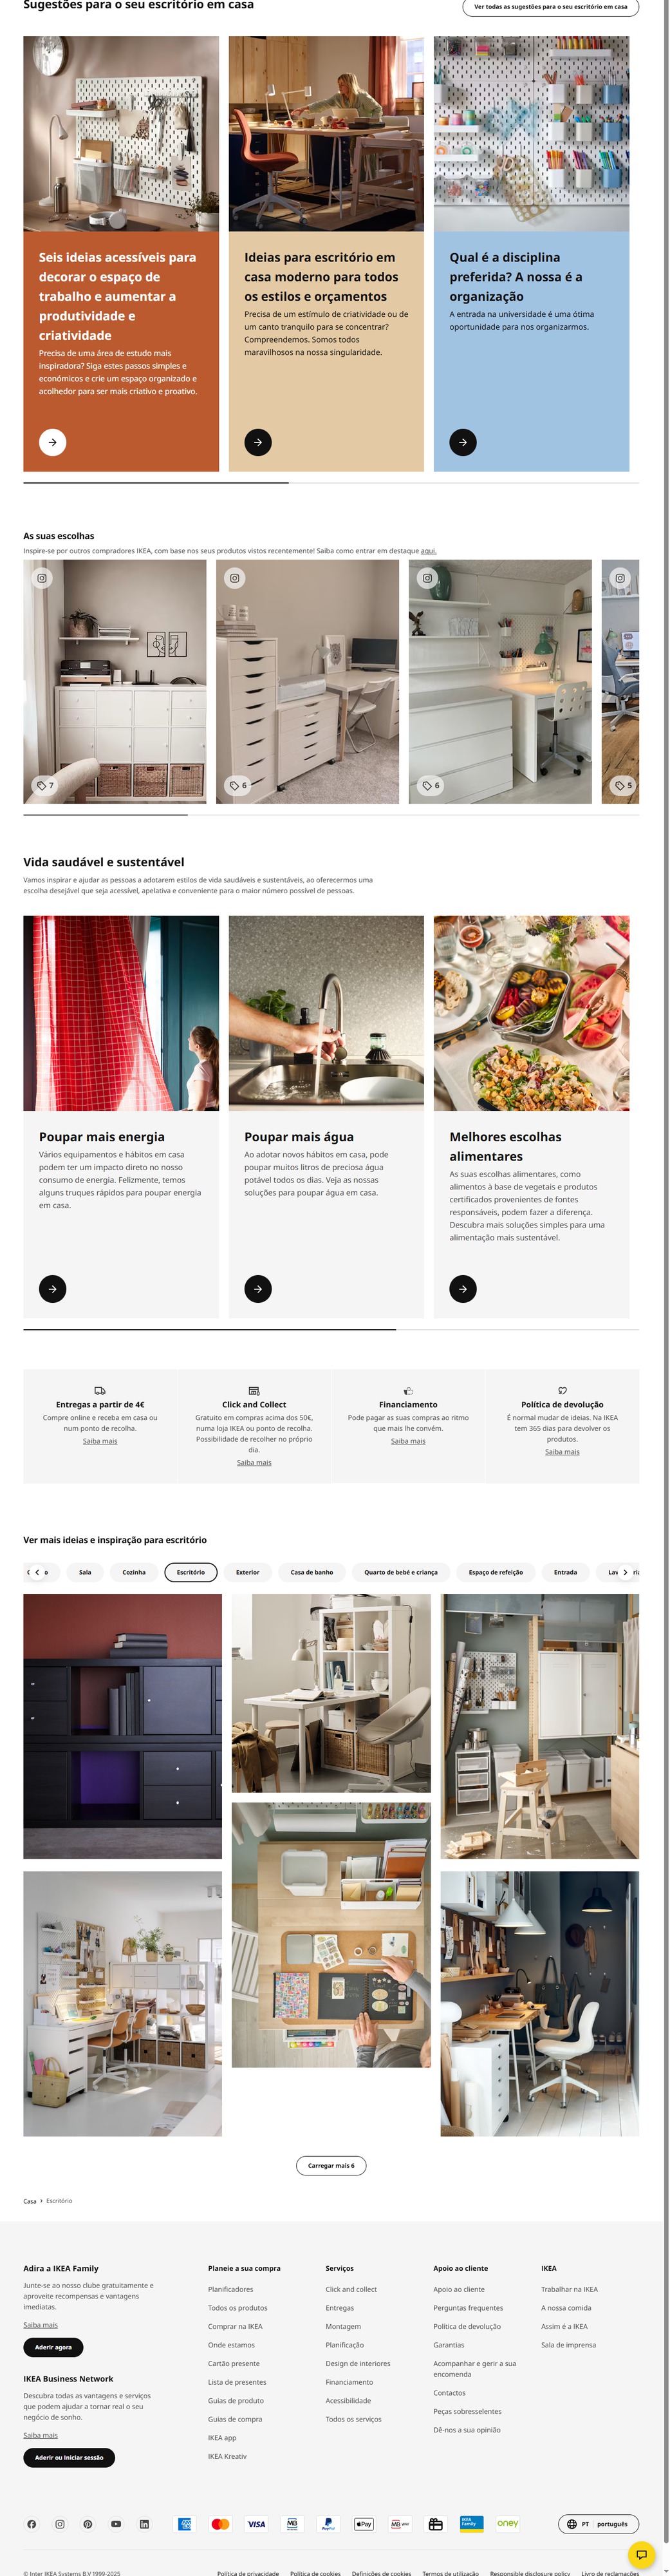 Sugestões para o seu escritório em casa
Ver todas as sugestões para o seu escritório em casa
Seis ideias acessíveis para
decorar o espaço de
trabalho e aumentar a
produtividade e
criatividade
Precisa de uma área de estudo mais
inspiradora? Siga estes passos simples e
económicos e crie um espaço organizado e
acolhedor para ser mais criativo e proativo.
Ideias para escritório em
casa moderno para todos
os estilos e orçamentos
Precisa de um estímulo de criatividade ou de
um canto tranquilo para se concentrar?
Compreendemos. Somos todos
maravilhosos na nossa singularidade.
Qual é a disciplina
preferida? A nossa é a
organização
A entrada na universidade é uma ótima
oportunidade para nos organizarmos.
As suas escolhas
Inspire-se por outros compradores IKEA, com base nos seus produtos vistos recentemente! Saiba como entrar em destaque aqui.
7
6
6
5
Vida saudável e sustentável
Vamos inspirar e ajudar as pessoas a adotarem estilos de vida saudáveis e sustentáveis, ao oferecermos uma
escolha desejável que seja acessível, apelativa e conveniente para o maior número possível de pessoas.
Poupar mais energia
Vários equipamentos e hábitos em casa
podem ter um impacto direto no nosso
consumo de energia. Felizmente, temos
alguns truques rápidos para poupar energia
em casa.
Poupar mais água
Ao adotar novos hábitos em casa, pode
poupar muitos litros de preciosa água
potável todos os dias. Veja as nossas
soluções para poupar água em casa.
Melhores escolhas
alimentares
As suas escolhas alimentares, como
alimentos à base de vegetais e produtos
certificados provenientes de fontes
responsáveis, podem fazer a diferença.
Descubra mais soluções simples para uma
alimentação mais sustentável.
Entregas a partir de 4€
Compre online e receba em casa ou
num ponto de recolha.
Saiba mais
Click and Collect
Gratuito em compras acima dos 50€,
numa loja IKEA ou ponto de recolha.
Possibilidade de recolher no próprio
dia.
Saiba mais
Financiamento
Pode pagar as suas compras ao ritmo
que mais lhe convém.
Saiba mais
Política de devolução
É normal mudar de ideias. Na IKEA
tem 365 dias para devolver os
produtos.
Saiba mais
Ver mais ideias e inspiração para escritório
Sala
Cozinha
Escritório
Exterior
Casa de banho
Quarto de bebé e criança
Espaço de refeição
Entrada
Carregar mais 6
Casa
Escritório
Adira a IKEA Family
Junte-se ao nosso clube gratuitamente e
aproveite recompensas e vantagens
imediatas.
Saiba mais
Aderir agora
IKEA Business Network
Descubra todas as vantagens e serviços
que podem ajudar a tornar real o seu
negócio de sonho.
Saiba mais
Aderir ou Iniciar sessão
Planeie a sua compra
Planificadores
Todos os produtos
Comprar na IKEA
Onde estamos
Cartão presente
Lista de presentes
Guias de produto
Guias de compra
IKEA app
IKEA Kreativ
Serviços
Click and collect
Entregas
Montagem
Planificação
Design de interiores
Financiamento
Acessibilidade
Todos os serviços
Apoio ao cliente
Apoio ao cliente
Perguntas frequentes
Política de devolução
Garantias
Acompanhar e gerir a sua
encomenda
Contactos
Peças sobresselentes
Dê-nos a sua opinião
IKEA
Trabalhar na IKEA
A nossa comida
Assim é a IKEA
Sala de imprensa
VISA
PayPal
Pay
IKEA
Family
oney
PT
português
© Inter IKEA Systems B.V 1999-2025
Política de privacidade
Política de cookies
Definições de cookies
Termos de utilização
Responsible disclosure policy
Livro de reclamações